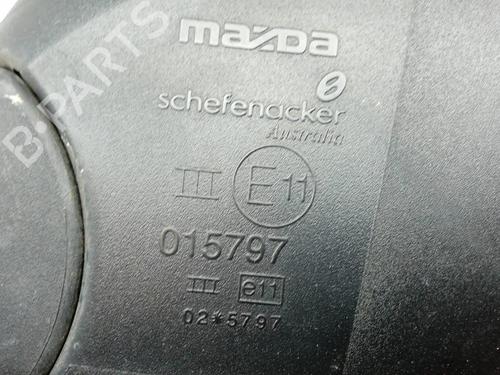 B-PARTS
mazda
schefenacker
Australia
III E11
015797
III e11
02*5797